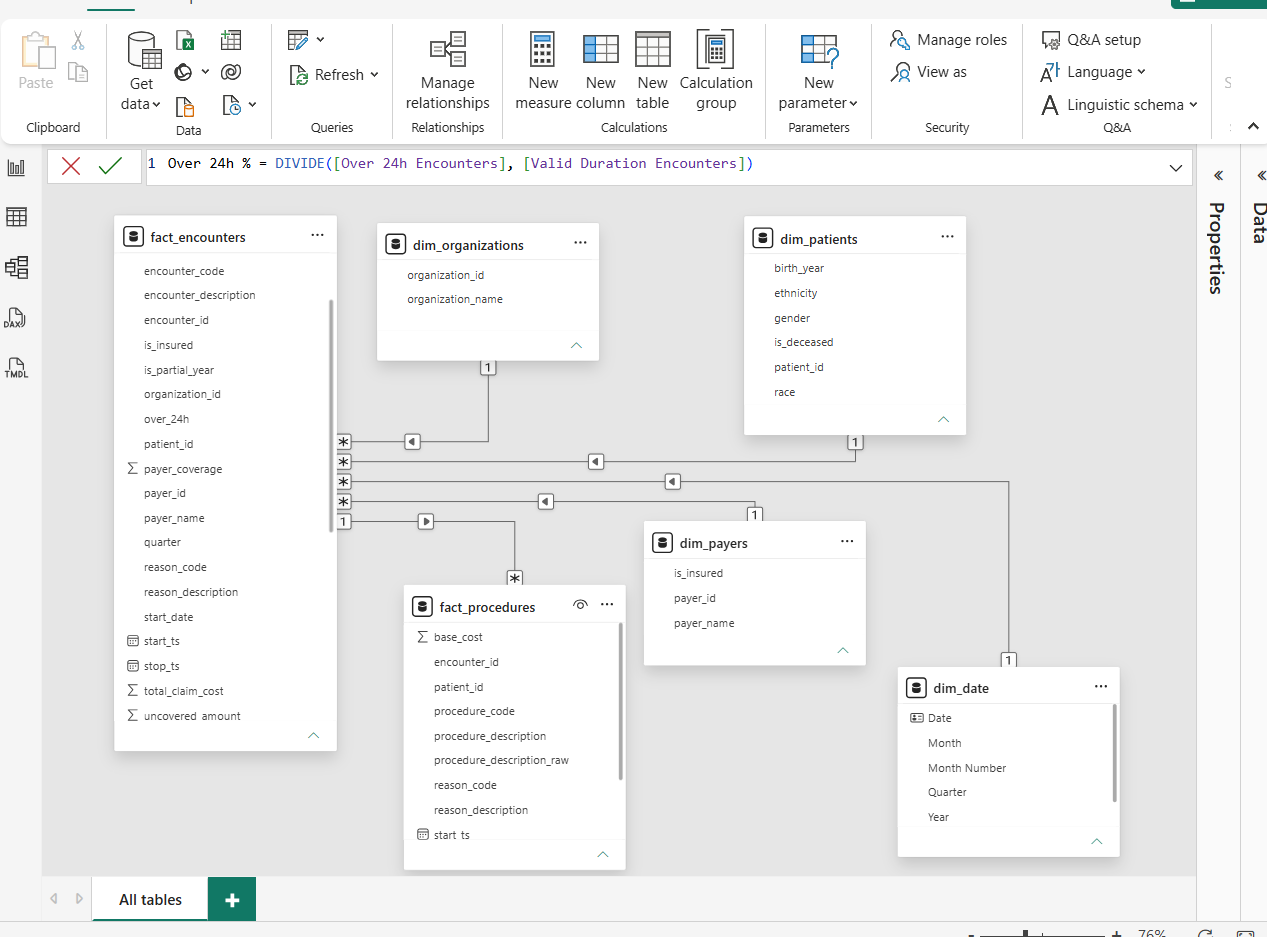 Paste
Clipboard
Get
data
Data
Refresh
Queries
Manage
relationships
Relationships
New
measure
New
column
New
table
Calculation
group
Calculations
New
parameter
Parameters
Manage roles
View as
Security
Q&A setup
Language
Linguistic schema
Q&A
1 Over 24h % = DIVIDE([Over 24h Encounters], [Valid Duration Encounters])
DAX
TMDL
Properties
Data
fact_encounters
encounter_code
encounter_description
encounter_id
is_insured
is_partial_year
organization_id
over_24h
patient_id
payer_coverage
payer_id
payer_name
quarter
reason_code
reason_description
start_date
start_ts
stop_ts
total_claim_cost
uncovered_amount
dim_organizations
organization_id
organization_name
dim_patients
birth_year
ethnicity
gender
is_deceased
patient_id
race
1
*
*
*
*
1
1
1
*
1
dim_payers
is_insured
payer_id
payer_name
fact_procedures
base_cost
encounter_id
patient_id
procedure_code
procedure_description
procedure_description_raw
reason_code
reason_description
start_ts
dim_date
Date
Month
Month Number
Quarter
Year
All tables
76%